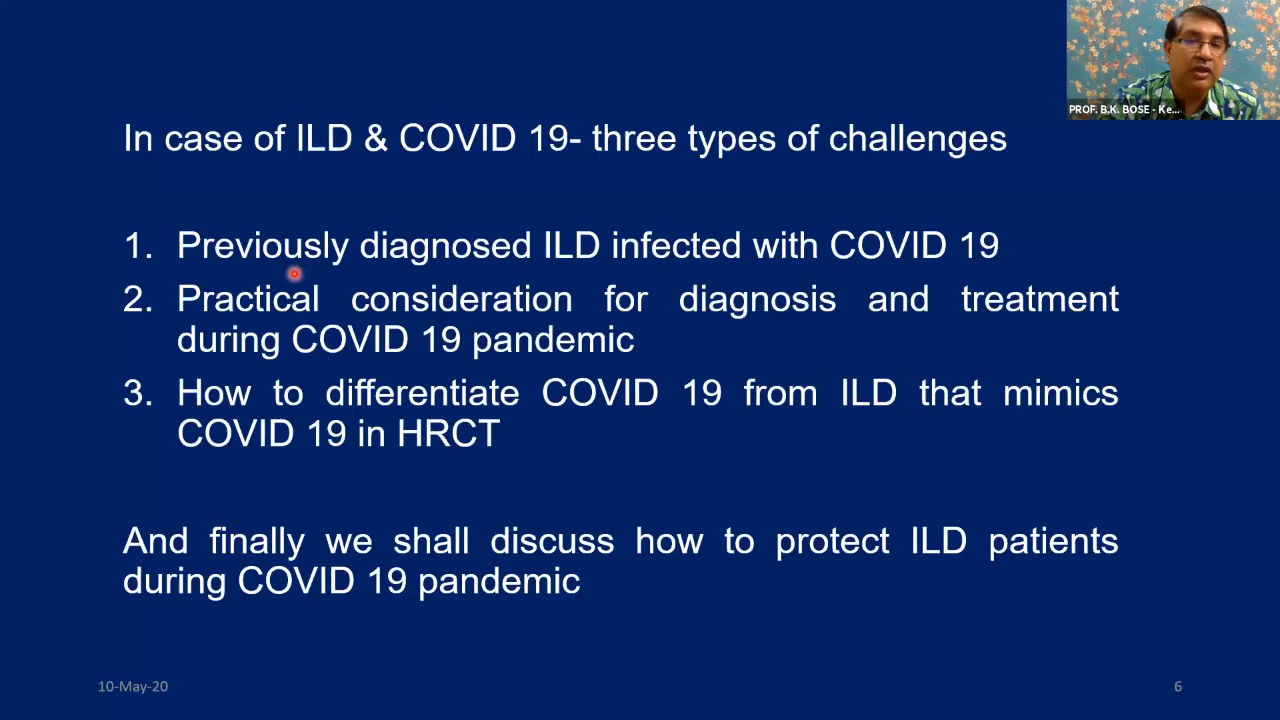 PROF. B.K. BOSE - Ke...
In case of ILD & COVID 19- three types of challenges
1. Previously diagnosed ILD infected with COVID 19
2. Practical consideration for diagnosis and treatment
during COVID 19 pandemic
3. How to differentiate COVID 19 from ILD that mimics
COVID 19 in HRCT
And finally we shall discuss how to protect ILD patients
during COVID 19 pandemic
10-May-20
6